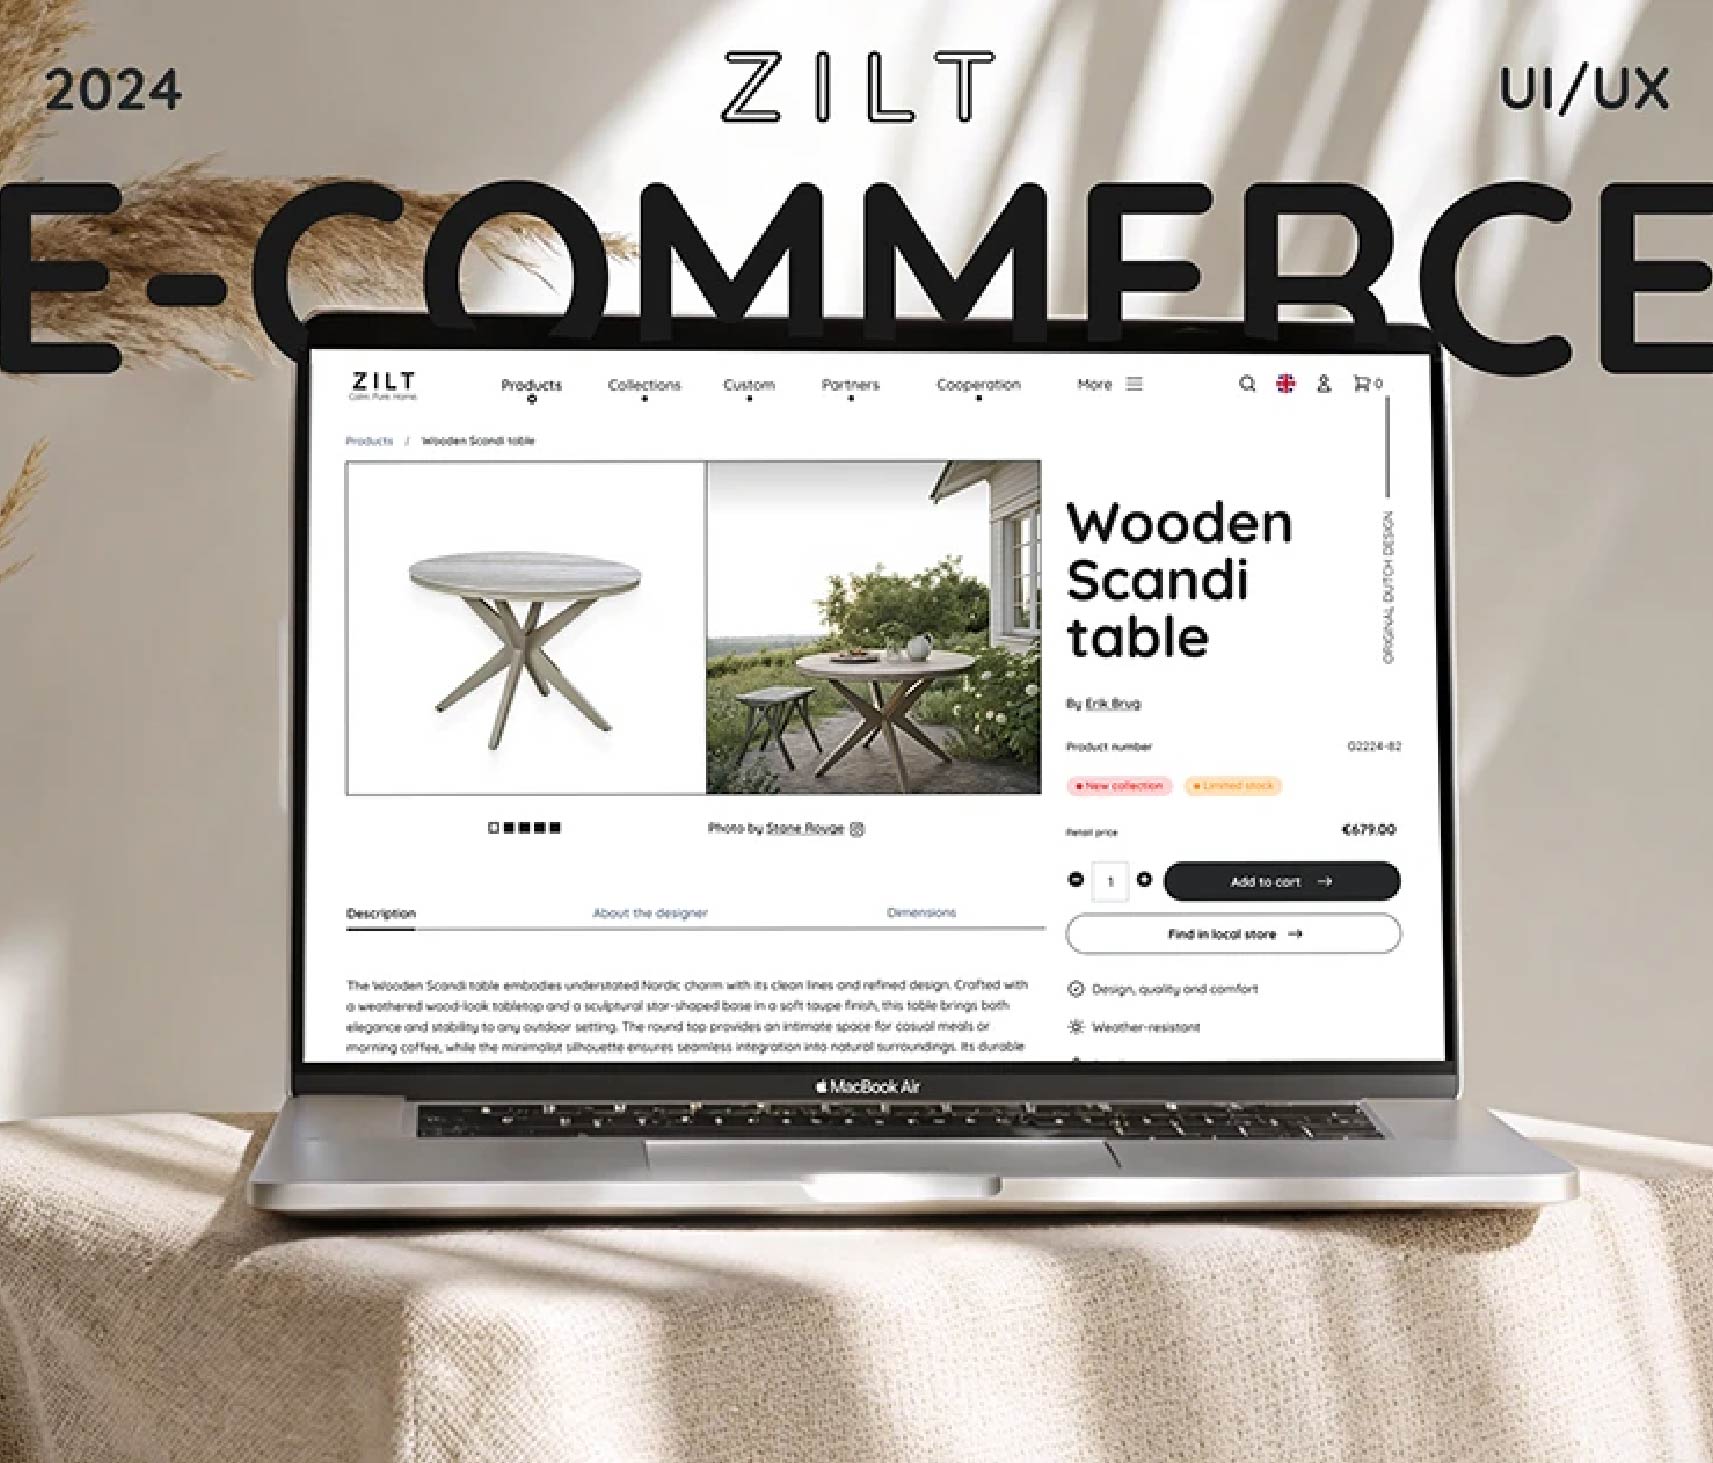 ZILT
2024
UI/UX
E-COMMERCE
ZILT
Products
Collections
Custom
Partners
Cooperation
More
0
Products / Wooden Scandi table
ORIGINAL DUTCH DESIGN
Wooden
Scandi
table
By Erik Brug
Product number
02224-82
New collection
Limited stock
Photo by Stone Rouge
Retail price
€679.00
1
Add to cart →
Find in local store →
Description
About the designer
Dimensions
The Wooden Scandi table embodies understated Nordic charm with its clean lines and refined design. Crafted with
a weathered wood-look tabletop and a sculptural star-shaped base in a soft taupe finish, this table brings both
elegance and stability to any outdoor setting. The round top provides an intimate space for casual meals or
morning coffee, while the minimalist silhouette ensures seamless integration into natural surroundings. Its durable
Design, quality and comfort
Weather-resistant
MacBook Air